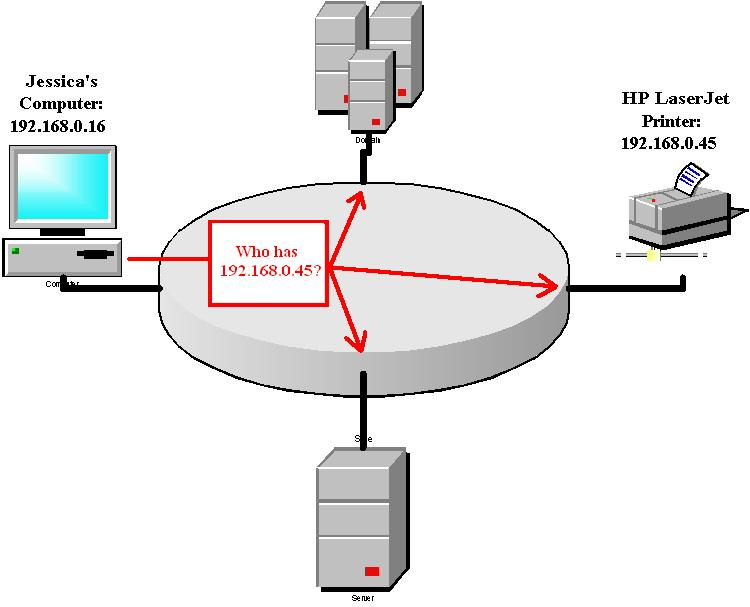 Jessica's
Computer:
192.168.0.16
HP LaserJet
Printer:
192.168.0.45
Domain
Who has
192.168.0.45?
Server